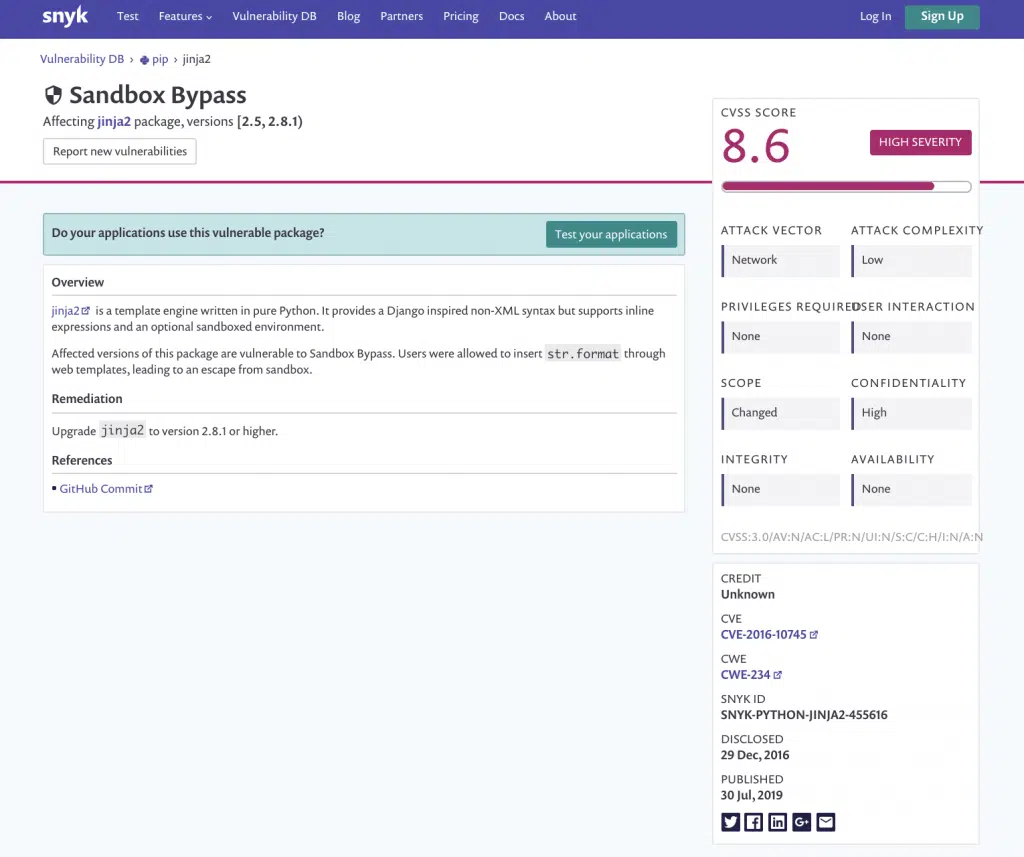 snyk Test Features Vulnerability DB Blog Partners Pricing Docs About Log In Sign Up
Vulnerability DB › pip › jinja2
Sandbox Bypass
Affecting jinja2 package, versions [2.5, 2.8.1)
Report new vulnerabilities
Do your applications use this vulnerable package?
Test your applications
Overview
jinja2 is a template engine written in pure Python. It provides a Django inspired non-XML syntax but supports inline
expressions and an optional sandboxed environment.
Affected versions of this package are vulnerable to Sandbox Bypass. Users were allowed to insert str.format through
web templates, leading to an escape from sandbox.
Remediation
Upgrade jinja2 to version 2.8.1 or higher.
References
GitHub Commit
CVSS SCORE
8.6
HIGH SEVERITY
ATTACK VECTOR
Network
ATTACK COMPLEXITY
Low
PRIVILEGES REQUIRED
None
USER INTERACTION
None
SCOPE
Changed
CONFIDENTIALITY
High
INTEGRITY
None
AVAILABILITY
None
CVSS:3.0/AV:N/AC:L/PR:N/UI:N/S:C/C:H/I:N/A:N
CREDIT
Unknown
CVE
CVE-2016-10745
CWE
CWE-234
SNYK ID
SNYK-PYTHON-JINJA2-455616
DISCLOSED
29 Dec, 2016
PUBLISHED
30 Jul, 2019